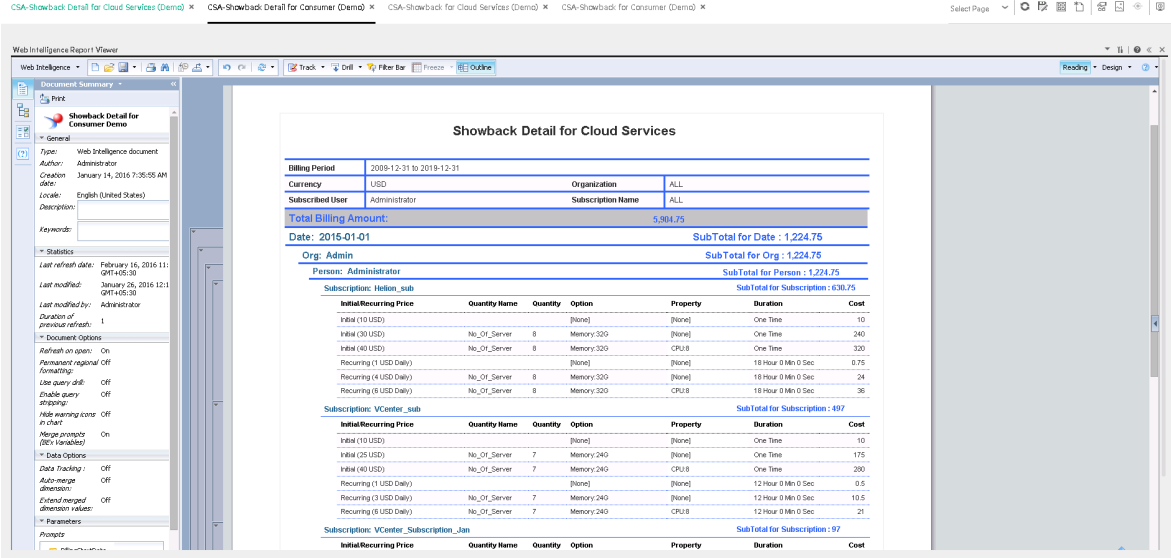 CSA-Showback Detail for Cloud Services (Demo) × CSA-Showback Detail for Consumer (Demo) × CSA-Showback for Cloud Services (Demo) × CSA-Showback for Consumer (Demo) × Select Page
Web Intelligence Report Viewer
Web Intelligence Track Drill Filter Bar Freeze Outline Reading Design
Document Summary
Print
Showback Detail for
Consumer Demo
General
Type: Web Intelligence document
Author: Administrator
Creation date: January 14, 2016 7:35:55 AM
Locale: English (United States)
Description:
Keywords:
Statistics
Last refresh date: February 16, 2016 11:
GMT+05:30
Last modified: January 26, 2016 12:1
GMT+05:30
Last modified by: Administrator
Duration of previous refresh: 1
Document Options
Refresh on open: On
Permanent regional formatting: Off
Use query drill: Off
Enable query stripping: Off
Hide warning icons in chart Off
Merge prompts (BEx Variables) On
Data Options
Data Tracking : Off
Auto-merge dimension: Off
Extend merged dimension values: Off
Parameters
Prompts
Showback Detail for Cloud Services
Billing Period 2009-12-31 to 2019-12-31
Currency USD Organization ALL
Subscribed User Administrator Subscription Name ALL
Total Billing Amount: 5,904.75
Date: 2015-01-01 SubTotal for Date : 1,224.75
Org: Admin SubTotal for Org : 1,224.75
Person: Administrator SubTotal for Person : 1,224.75
Subscription: Helion_sub SubTotal for Subscription : 630.75
Initial/Recurring Price Quantity Name Quantity Option Property Duration Cost
Initial (10 USD) [None] [None] One Time 10
Initial (30 USD) No_Of_Server 8 Memory:32G [None] One Time 240
Initial (40 USD) No_Of_Server 8 Memory:32G CPU:8 One Time 320
Recurring (1 USD Daily) [None] [None] 18 Hour 0 Min 0 Sec 0.75
Recurring (4 USD Daily) No_Of_Server 8 Memory:32G [None] 18 Hour 0 Min 0 Sec 24
Recurring (6 USD Daily) No_Of_Server 8 Memory:32G CPU:8 18 Hour 0 Min 0 Sec 36
Subscription: VCenter_sub SubTotal for Subscription : 497
Initial/Recurring Price Quantity Name Quantity Option Property Duration Cost
Initial (10 USD) [None] [None] One Time 10
Initial (25 USD) No_Of_Server 7 Memory:24G [None] One Time 175
Initial (40 USD) No_Of_Server 7 Memory:24G CPU:8 One Time 280
Recurring (1 USD Daily) [None] [None] 12 Hour 0 Min 0 Sec 0.5
Recurring (3 USD Daily) No_Of_Server 7 Memory:24G [None] 12 Hour 0 Min 0 Sec 10.5
Recurring (6 USD Daily) No_Of_Server 7 Memory:24G CPU:8 12 Hour 0 Min 0 Sec 21
Subscription: VCenter_Subscription_Jan SubTotal for Subscription : 97
Initial/Recurring Price Quantity Name Quantity Option Property Duration Cost